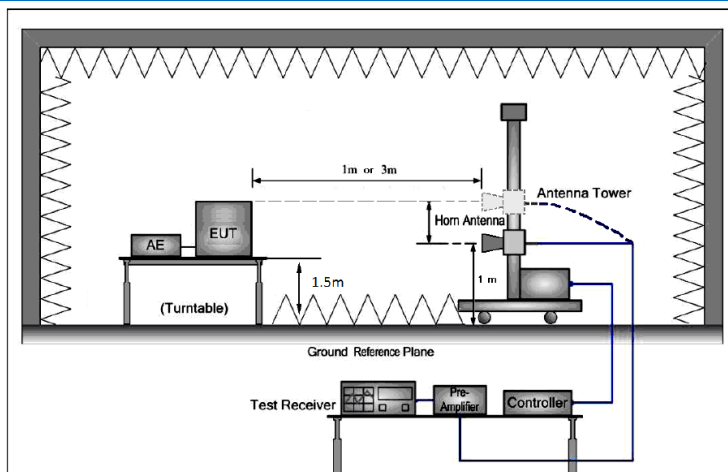 1m or 3m
Antenna Tower
Horn Antenna
AE
EUT
1.5m
1 m
(Turntable)
Ground Reference Plane
Test Receiver
Pre-
Amplifier
Controller